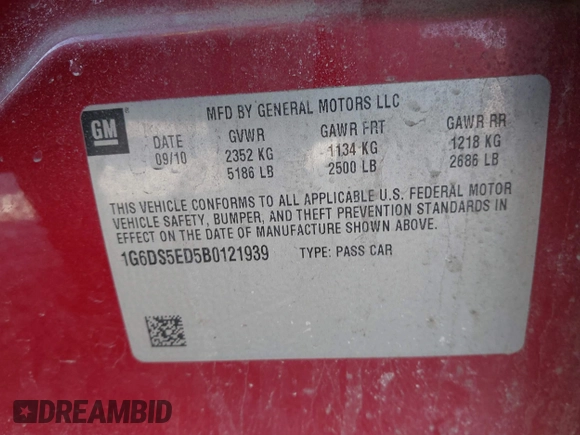 MFD BY GENERAL MOTORS LLC
GM
DATE GVWR GAWR FRT GAWR RR
09/10 2352 KG 1134 KG 1218 KG
5186 LB 2500 LB 2686 LB
THIS VEHICLE CONFORMS TO ALL APPLICABLE U.S. FEDERAL MOTOR
VEHICLE SAFETY, BUMPER, AND THEFT PREVENTION STANDARDS IN
EFFECT ON THE DATE OF MANUFACTURE SHOWN ABOVE.
1G6DS5ED5B0121939 TYPE: PASS CAR
DREAMBID